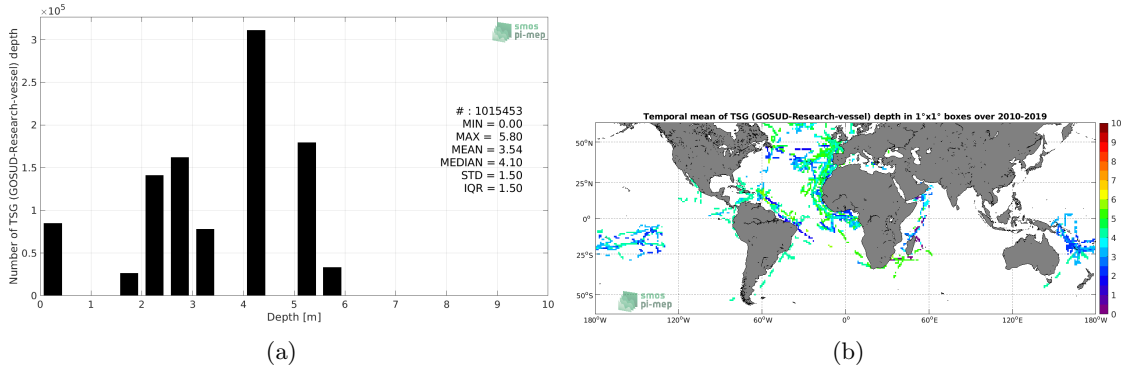 ×10⁵
smos
pi-mep
3
2.5
2
1.5
1
0.5
0
Number of TSG (GOSUD-Research-vessel) depth
# : 1015453
MIN = 0.00
MAX = 5.80
MEAN = 3.54
MEDIAN = 4.10
STD = 1.50
IQR = 1.50
0 1 2 3 4 5 6 7 8 9 10
Depth [m]
(a)
Temporal mean of TSG (GOSUD-Research-vessel) depth in 1°x1° boxes over 2010-2019
50°N
25°N
0°
25°S
50°S
smos
pi-mep
180°W 120°W 60°W 0° 60°E 120°E 180°W
10
9
8
7
6
5
4
3
2
1
0
(b)